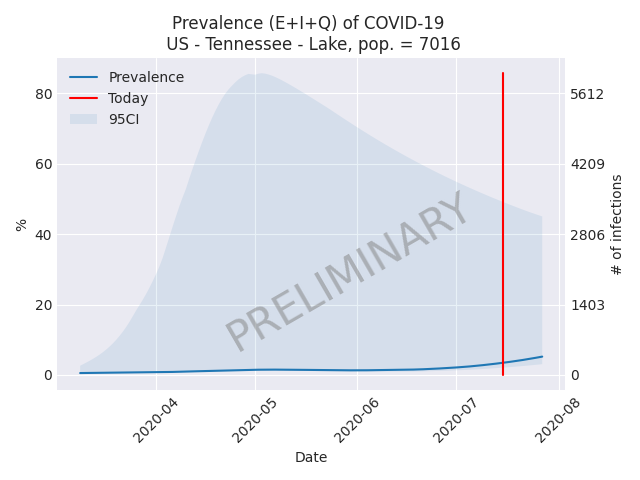 Prevalence (E+I+Q) of COVID-19
US - Tennessee - Lake, pop. = 7016
Prevalence
Today
95CI
80
60
40
20
0
%
5612
4209
2806
1403
0
# of infections
PRELIMINARY
2020-04
2020-05
2020-06
2020-07
2020-08
Date